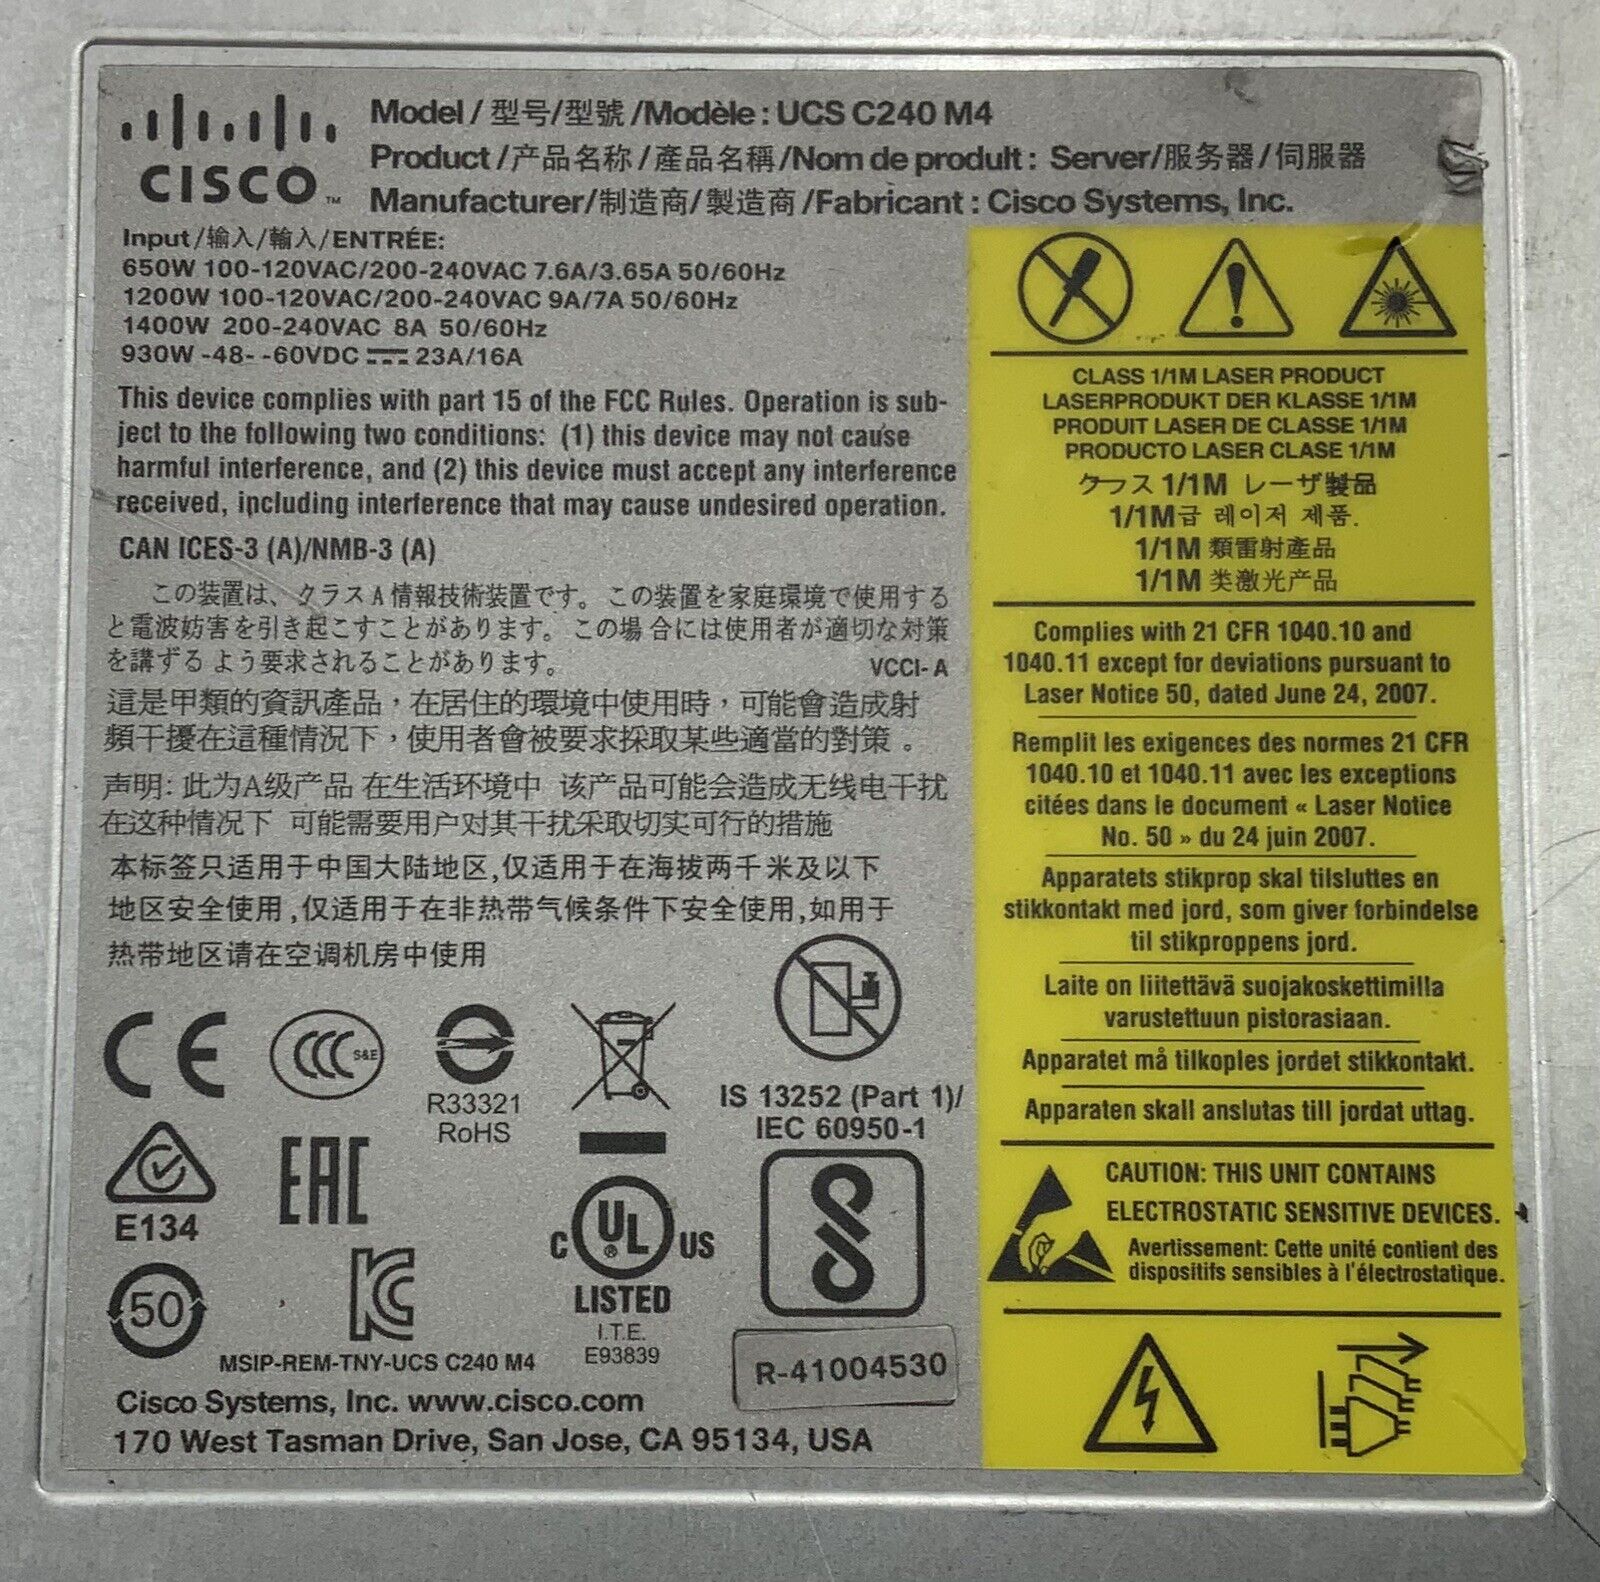 CISCO™
Model / 型号/型號 /Modèle : UCS C240 M4
Product /产品名称 / 產品名稱 /Nom de produit : Server/服务器 / 伺服器
Manufacturer/制造商/ 製造商 /Fabricant : Cisco Systems, Inc.
Input /输入/輸入/ ENTRÉE:
650W 100-120VAC/200-240VAC 7.6A/3.65A 50/60Hz
1200W 100-120VAC/200-240VAC 9A/7A 50/60Hz
1400W 200-240VAC 8A 50/60Hz
930W -48- -60VDC ⎓ 23A/16A
This device complies with part 15 of the FCC Rules. Operation is sub-
ject to the following two conditions: (1) this device may not cause
harmful interference, and (2) this device must accept any interference
received, including interference that may cause undesired operation.
CAN ICES-3 (A)/NMB-3 (A)
この装置は、クラス A 情報技術装置です。この装置を家庭環境で使用する
と電波妨害を引き起こすことがあります。この場 合には使用者が適切な対策
を講ずる よう要求されることがあります。 VCCI- A
這是甲類的資訊產品，在居住的環境中使用時，可能會造成射
頻干擾在這種情況下，使用者會被要求採取某些適當的對策 。
声明: 此为A级产品 在生活环境中 该产品可能会造成无线电干扰
在这种情况下 可能需要用户对其干扰采取切实可行的措施
本标签只适用于中国大陆地区,仅适用于在海拔两千米及以下
地区安全使用,仅适用于在非热带气候条件下安全使用,如用于
热带地区请在空调机房中使用
CE
CCC S&E
R33321
RoHS
IS 13252 (Part 1)/
IEC 60950-1
E134
EAC
C UL ® US
LISTED
I.T.E.
E93839
50
KC
MSIP-REM-TNY-UCS C240 M4
R-41004530
Cisco Systems, Inc. www.cisco.com
170 West Tasman Drive, San Jose, CA 95134, USA
CLASS 1/1M LASER PRODUCT
LASERPRODUKT DER KLASSE 1/1M
PRODUIT LASER DE CLASSE 1/1M
PRODUCTO LASER CLASE 1/1M
クラス 1/1M レーザ製品
1/1M급 레이저 제품.
1/1M 類雷射產品
1/1M 类激光产品
Complies with 21 CFR 1040.10 and
1040.11 except for deviations pursuant to
Laser Notice 50, dated June 24, 2007.
Remplit les exigences des normes 21 CFR
1040.10 et 1040.11 avec les exceptions
citées dans le document « Laser Notice
No. 50 » du 24 juin 2007.
Apparatets stikprop skal tilsluttes en
stikkontakt med jord, som giver forbindelse
til stikproppens jord.
Laite on liitettävä suojakoskettimilla
varustettuun pistorasiaan.
Apparatet må tilkoples jordet stikkontakt.
Apparaten skall anslutas till jordat uttag.
CAUTION: THIS UNIT CONTAINS
ELECTROSTATIC SENSITIVE DEVICES.
Avertissement: Cette unité contient des
dispositifs sensibles à l'électrostatique.